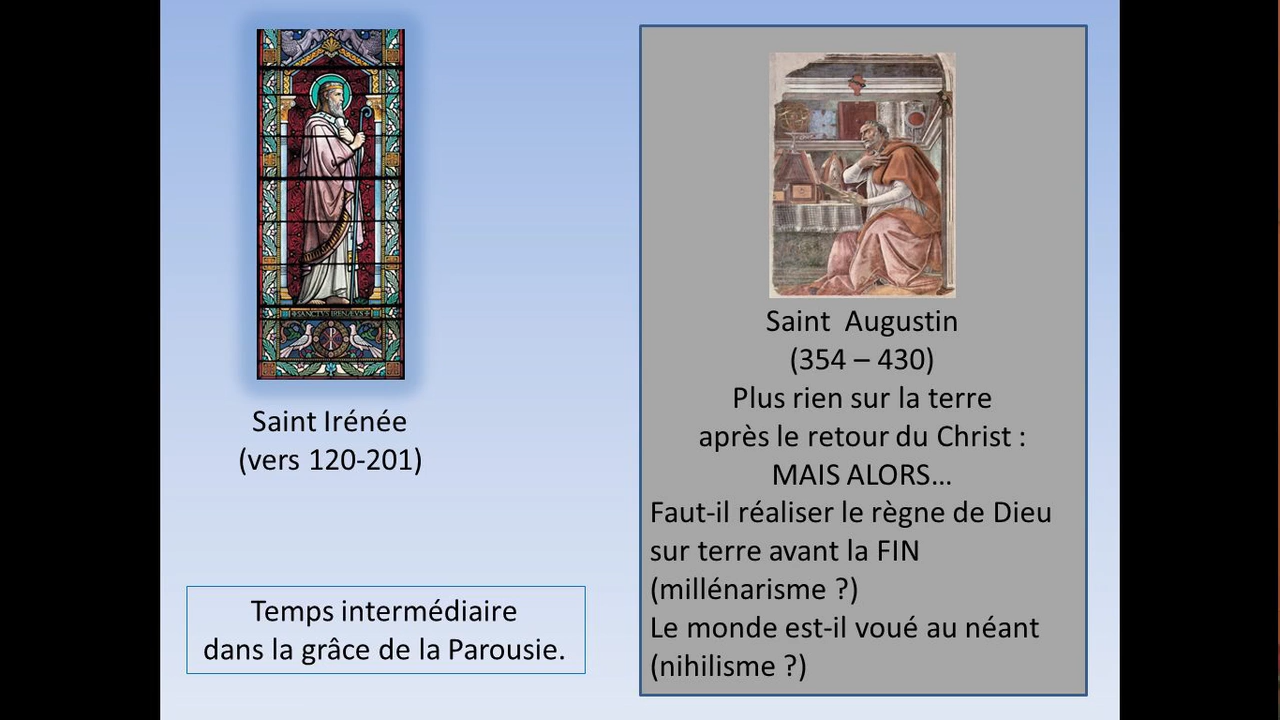 SANCTVS IRENÆVS
Saint Irénée
(vers 120-201)
Temps intermédiaire
dans la grâce de la Parousie.
Saint Augustin
(354 – 430)
Plus rien sur la terre
après le retour du Christ :
MAIS ALORS...
Faut-il réaliser le règne de Dieu
sur terre avant la FIN
(millénarisme ?)
Le monde est-il voué au néant
(nihilisme ?)